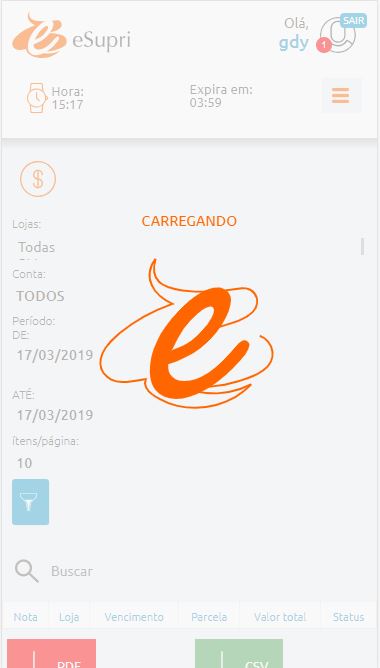 eSupri
Olá,
SAIR
gdy
1
Hora:
15:17
Expira em:
03:59
CARREGANDO
Lojas:
Todas
Conta:
TODOS
Período:
DE:
17/03/2019
ATÉ:
17/03/2019
ítens/página:
10
Buscar
Nota Loja Vencimento Parcela Valor total Status
PDF
CSV